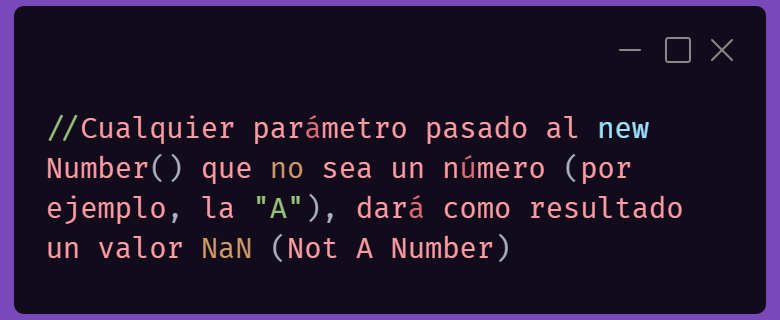 //Cualquier parámetro pasado al new
Number() que no sea un número (por
ejemplo, la "A"), dará como resultado
un valor NaN (Not A Number)